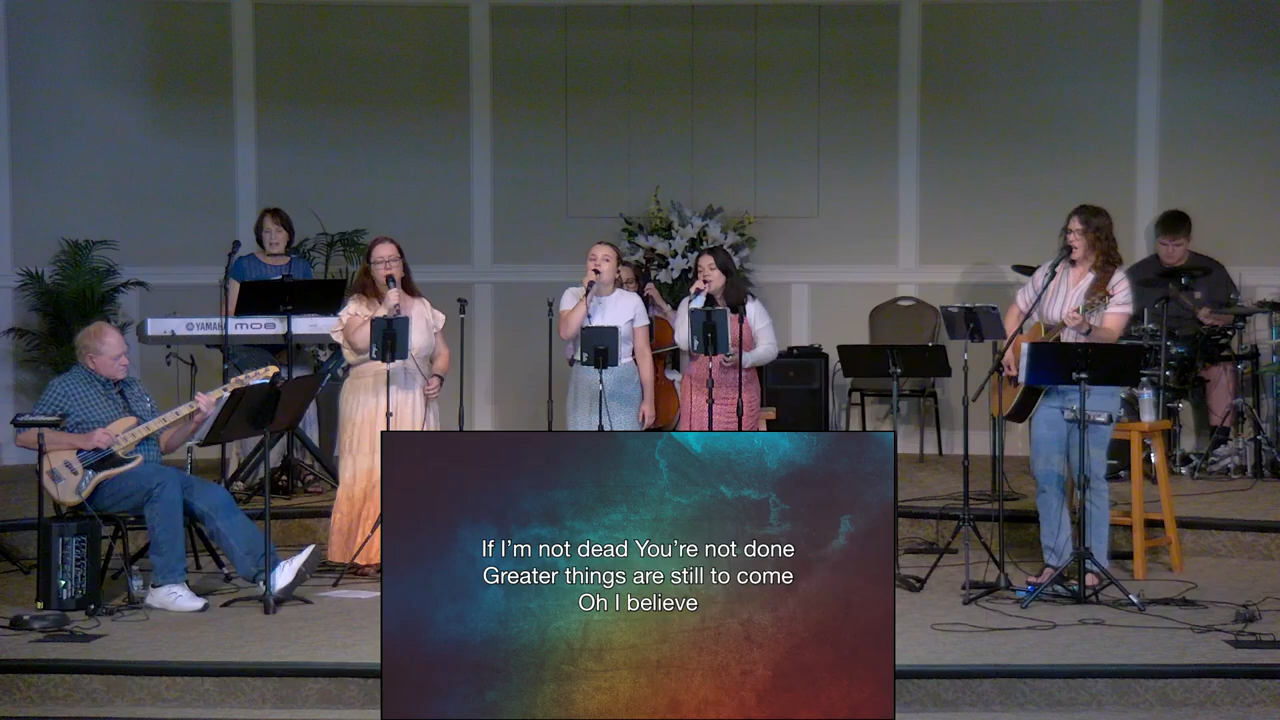 YAMAHA MO8
If I'm not dead You're not done
Greater things are still to come
Oh I believe